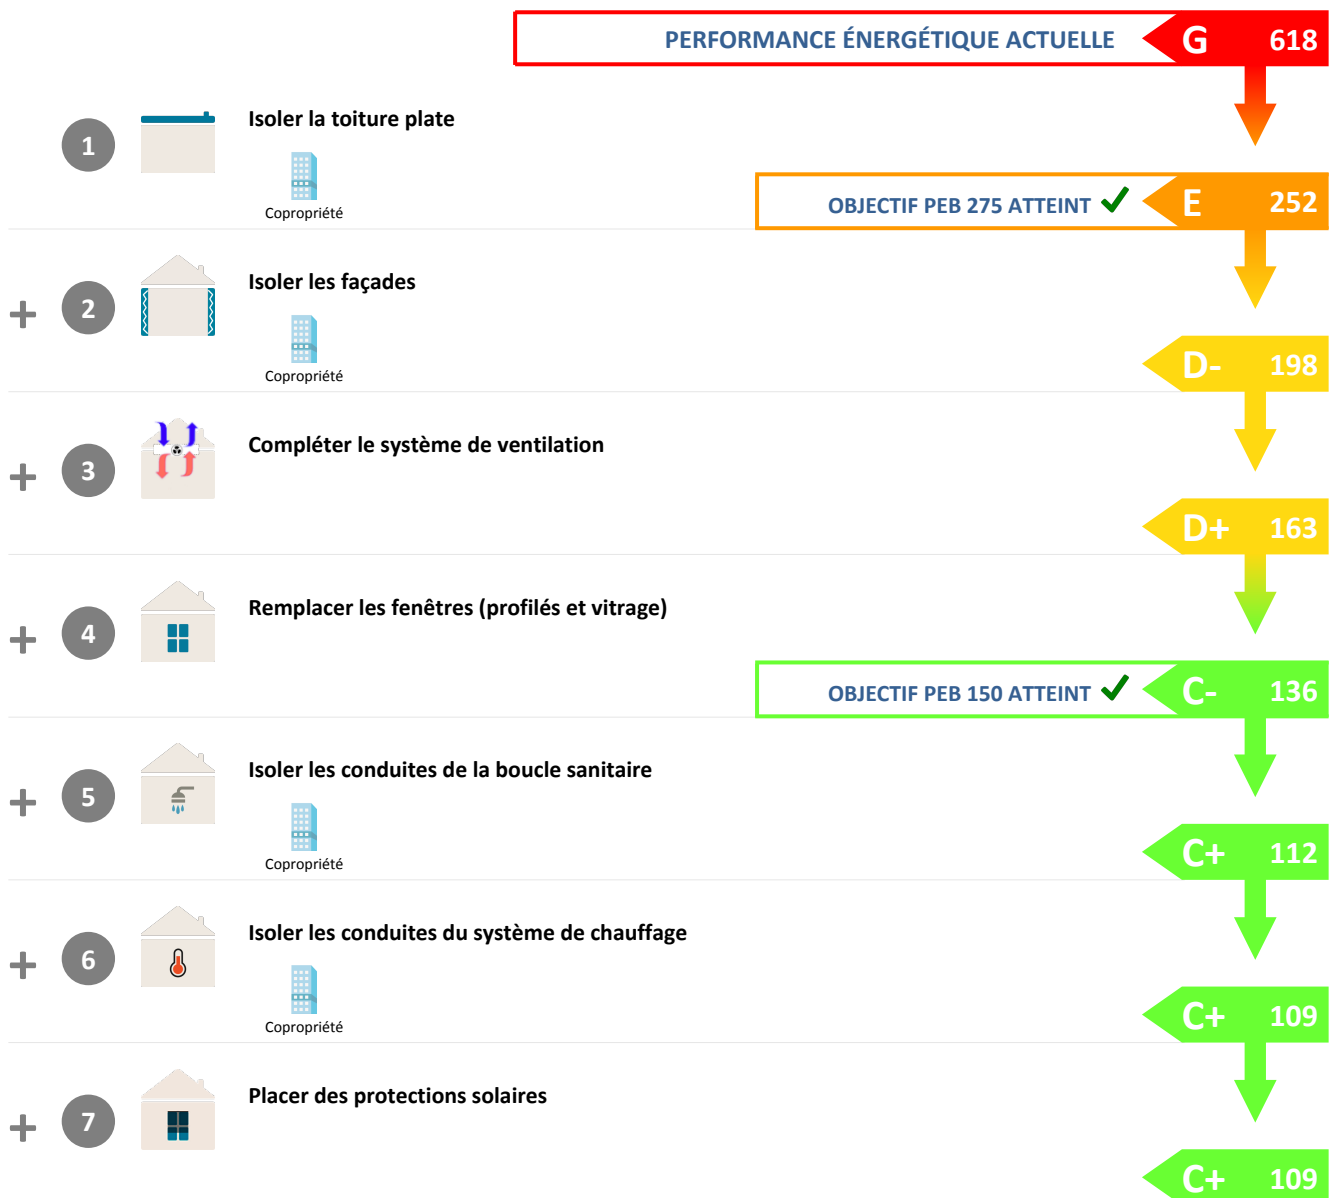 PERFORMANCE ÉNERGÉTIQUE ACTUELLE G 618
1 Isoler la toiture plate
Copropriété
OBJECTIF PEB 275 ATTEINT E 252
+ 2 Isoler les façades
Copropriété
D- 198
+ 3 Compléter le système de ventilation
D+ 163
+ 4 Remplacer les fenêtres (profilés et vitrage)
OBJECTIF PEB 150 ATTEINT C- 136
+ 5 Isoler les conduites de la boucle sanitaire
Copropriété
C+ 112
+ 6 Isoler les conduites du système de chauffage
Copropriété
C+ 109
+ 7 Placer des protections solaires
C+ 109